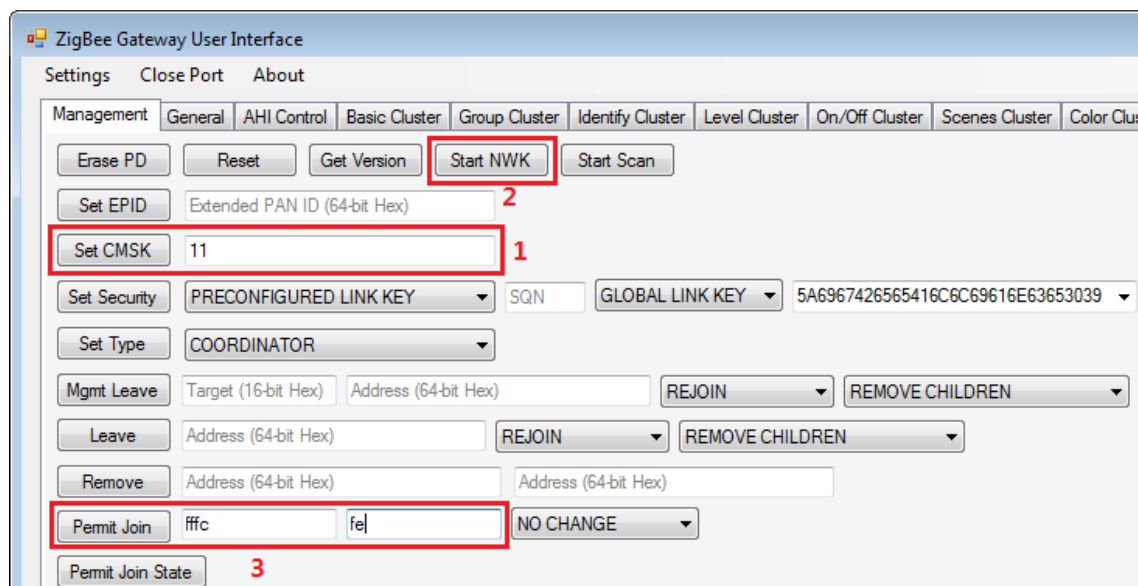 ZigBee Gateway User Interface
Settings Close Port About
Management General AHI Control Basic Cluster Group Cluster Identify Cluster Level Cluster On/Off Cluster Scenes Cluster Color Clus
Erase PD Reset Get Version Start NWK Start Scan
Set EPID Extended PAN ID (64-bit Hex) 2
Set CMSK 11 1
Set Security PRECONFIGURED LINK KEY SQN GLOBAL LINK KEY 5A6967426565416C6C69616E63653039
Set Type COORDINATOR
Mgmt Leave Target (16-bit Hex) Address (64-bit Hex) REJOIN REMOVE CHILDREN
Leave Address (64-bit Hex) REJOIN REMOVE CHILDREN
Remove Address (64-bit Hex) Address (64-bit Hex)
Permit Join fffc fe NO CHANGE
Permit Join State 3